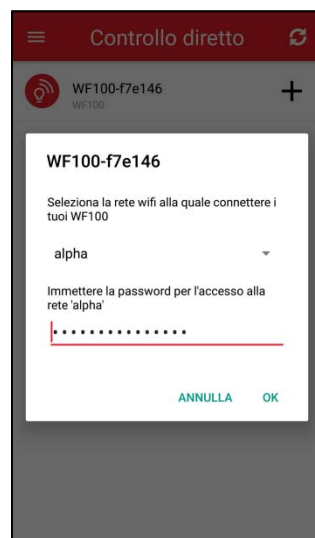 Controllo diretto
WF100-f7e146
WF100
WF100-f7e146
Seleziona la rete wifi alla quale connettere i
tuoi WF100
alpha
Immettere la password per l'accesso alla
rete 'alpha'
•••••••••••••••
ANNULLA OK